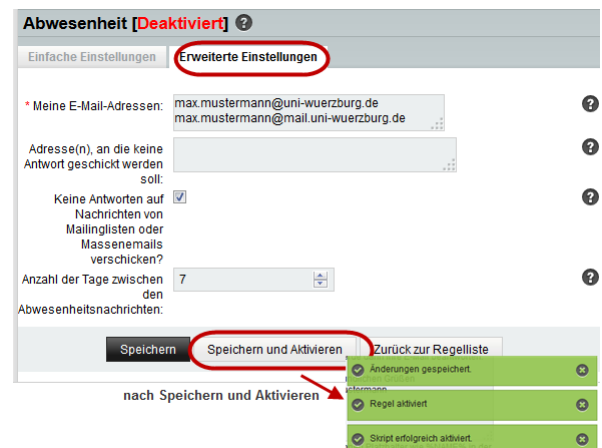 Abwesenheit [Deaktiviert] ?
Einfache Einstellungen
Erweiterte Einstellungen
* Meine E-Mail-Adressen:
max.mustermann@uni-wuerzburg.de
max.mustermann@mail.uni-wuerzburg.de
?
Adresse(n), an die keine
Antwort geschickt werden
soll:
?
Keine Antworten auf
Nachrichten von
Mailinglisten oder
Massenemails
verschicken?
?
Anzahl der Tage zwischen
den
Abwesenheitsnachrichten:
7
?
Speichern
Speichern und Aktivieren
Zurück zur Regelliste
nach Speichern und Aktivieren
Änderungen gespeichert.
Regel aktiviert
Skript erfolgreich aktiviert.